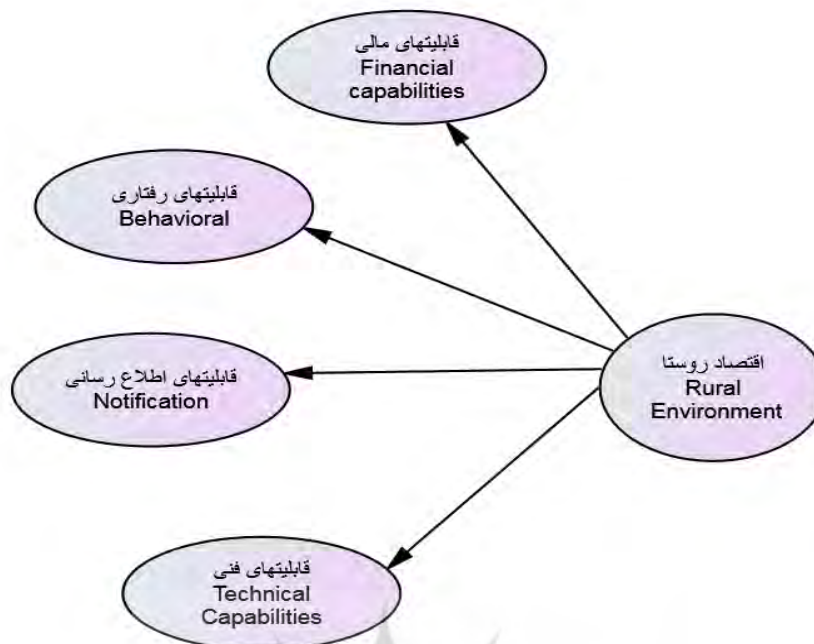 قابلیتهای مالی
Financial
capabilities
قابلیتهای رفتاری
Behavioral
قابلیتهای اطلاع رسانی
Notification
اقتصاد روستا
Rural
Environment
قابلیتهای فنی
Technical
Capabilities